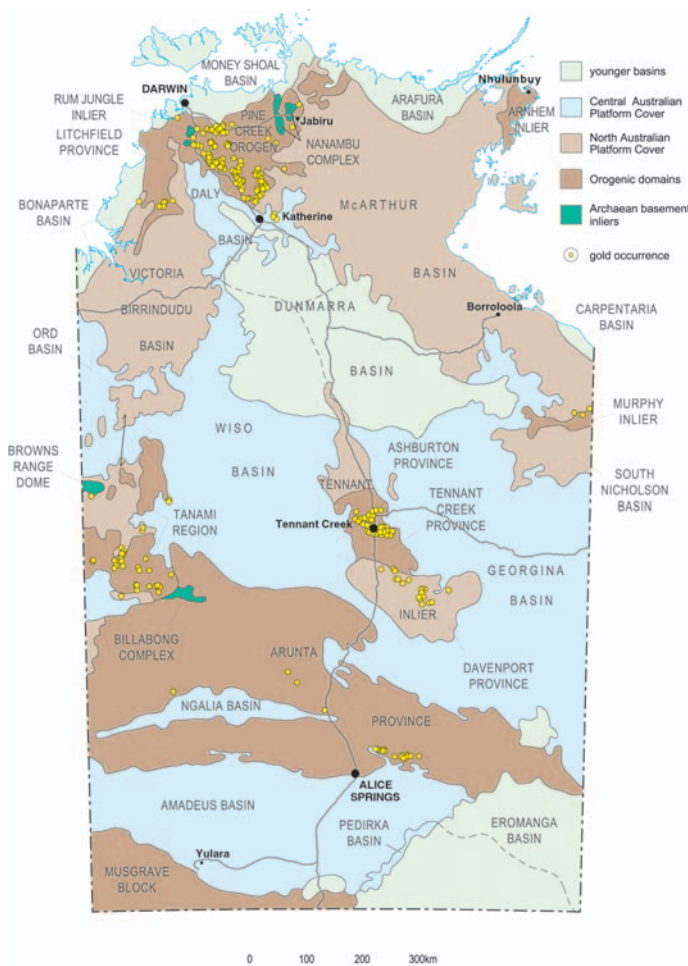 MONEY SHOAL
BASIN
DARWIN
Nhulunbuy
RUM JUNGLE
INLIER
LITCHFIELD
PROVINCE
PINE
CREEK
OROGEN
Jabiru
ARAFURA
BASIN
ARNHEM
INLIER
NANAMBU
COMPLEX
younger basins
Central Australian
Platform Cover
North Australian
Platform Cover
Orogenic domains
Archaean basement
inliers
gold occurrence
BONAPARTE
BASIN
DALY
BASIN
Katherine
McARTHUR
BASIN
VICTORIA
BIRRINDUDU
BASIN
DUNMARRA
BASIN
Borroloola
CARPENTARIA
BASIN
ORD
BASIN
MURPHY
INLIER
WISO
BASIN
ASHBURTON
PROVINCE
BROWNS
RANGE
DOME
TENNANT
TENNANT
CREEK
PROVINCE
SOUTH
NICHOLSON
BASIN
TANAMI
REGION
Tennant Creek
GEORGINA
BASIN
INLIER
BILLABONG
COMPLEX
ARUNTA
DAVENPORT
PROVINCE
NGALIA BASIN
PROVINCE
ALICE
SPRINGS
AMADEUS BASIN
PEDIRKA
BASIN
EROMANGA
BASIN
Yulara
MUSGRAVE
BLOCK
0 100 200 300km